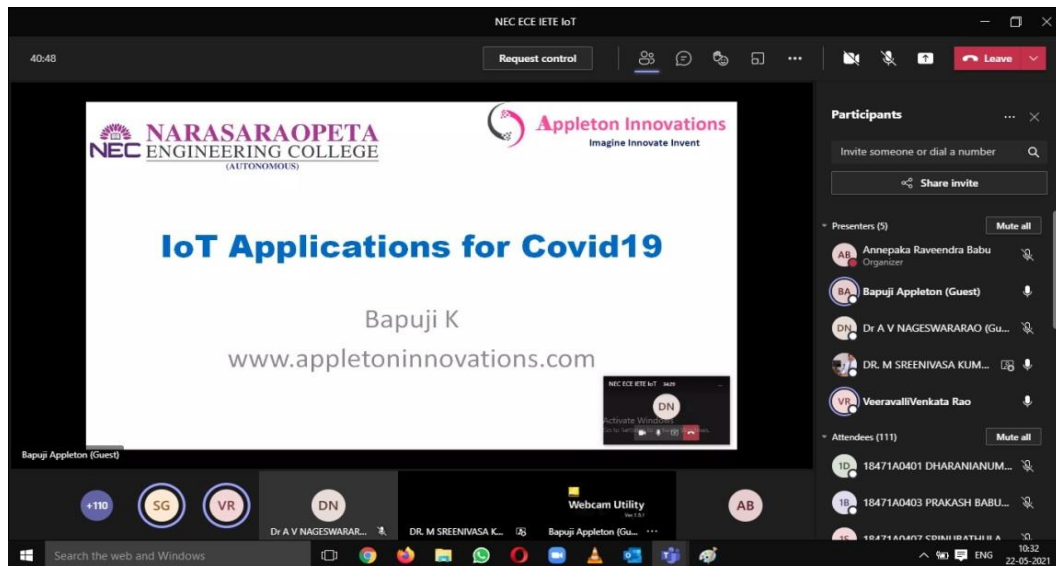 NEC ECE IETE IoT
40:48
Request control
Leave
NARASARAOPETA
NEC ENGINEERING COLLEGE
(AUTONOMOUS)
Appleton Innovations
Imagine Innovate Invent
IoT Applications for Covid19
Bapuji K
www.appletoninnovations.com
NEC ECE IETE IoT
DN
Activate Windows
Bapuji Appleton (Guest)
+110
SG
VR
DN
Dr A V NAGESWARAR...
DR. M SREENIVASA K...
Webcam Utility
Bapuji Appleton (Gu...
AB
Participants
Invite someone or dial a number
Share invite
Presenters (5)
Mute all
AB Annepaka Raveendra Babu
Organizer
BA Bapuji Appleton (Guest)
DN Dr A V NAGESWARARAO (Gu...
DR. M SREENIVASA KUM...
VR VeeravalliVenkata Rao
Attendees (111)
Mute all
1D 18471A0401 DHARANIANUM...
18 18471A0403 PRAKASH BABU...
Search the web and Windows
ENG
10:32
22-05-2021